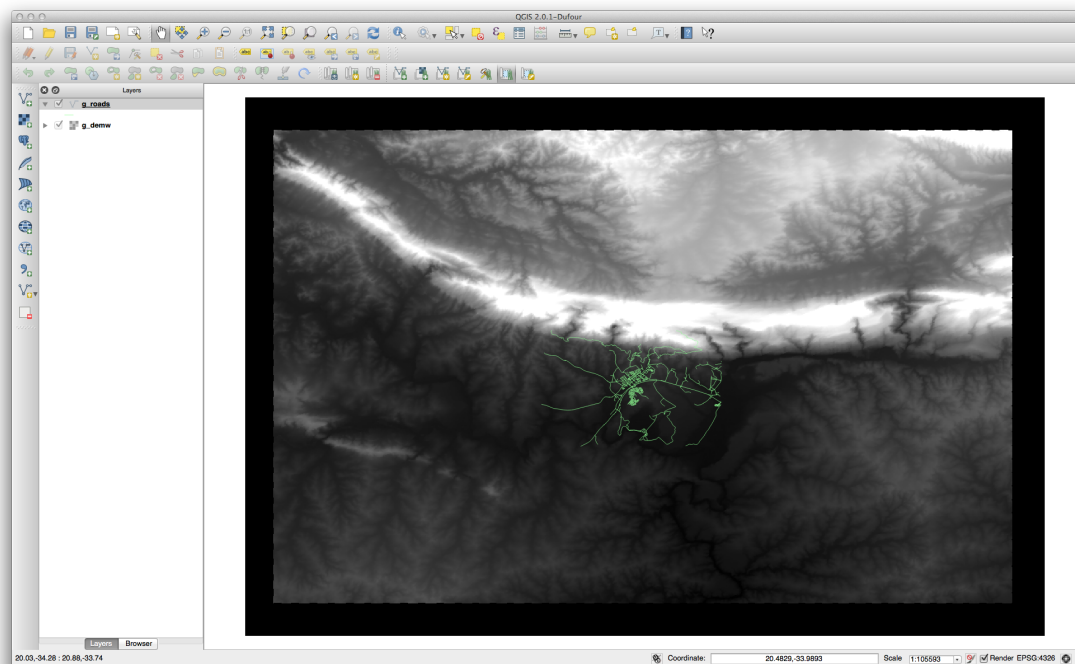 QGIS 2.0.1-Dufour
Layers
g_roads
g_demw
Layers Browser
20.03,-34.28 : 20.88,-33.74 Coordinate: 20.4829,-33.9893 Scale 1:105593 Render EPSG:4326